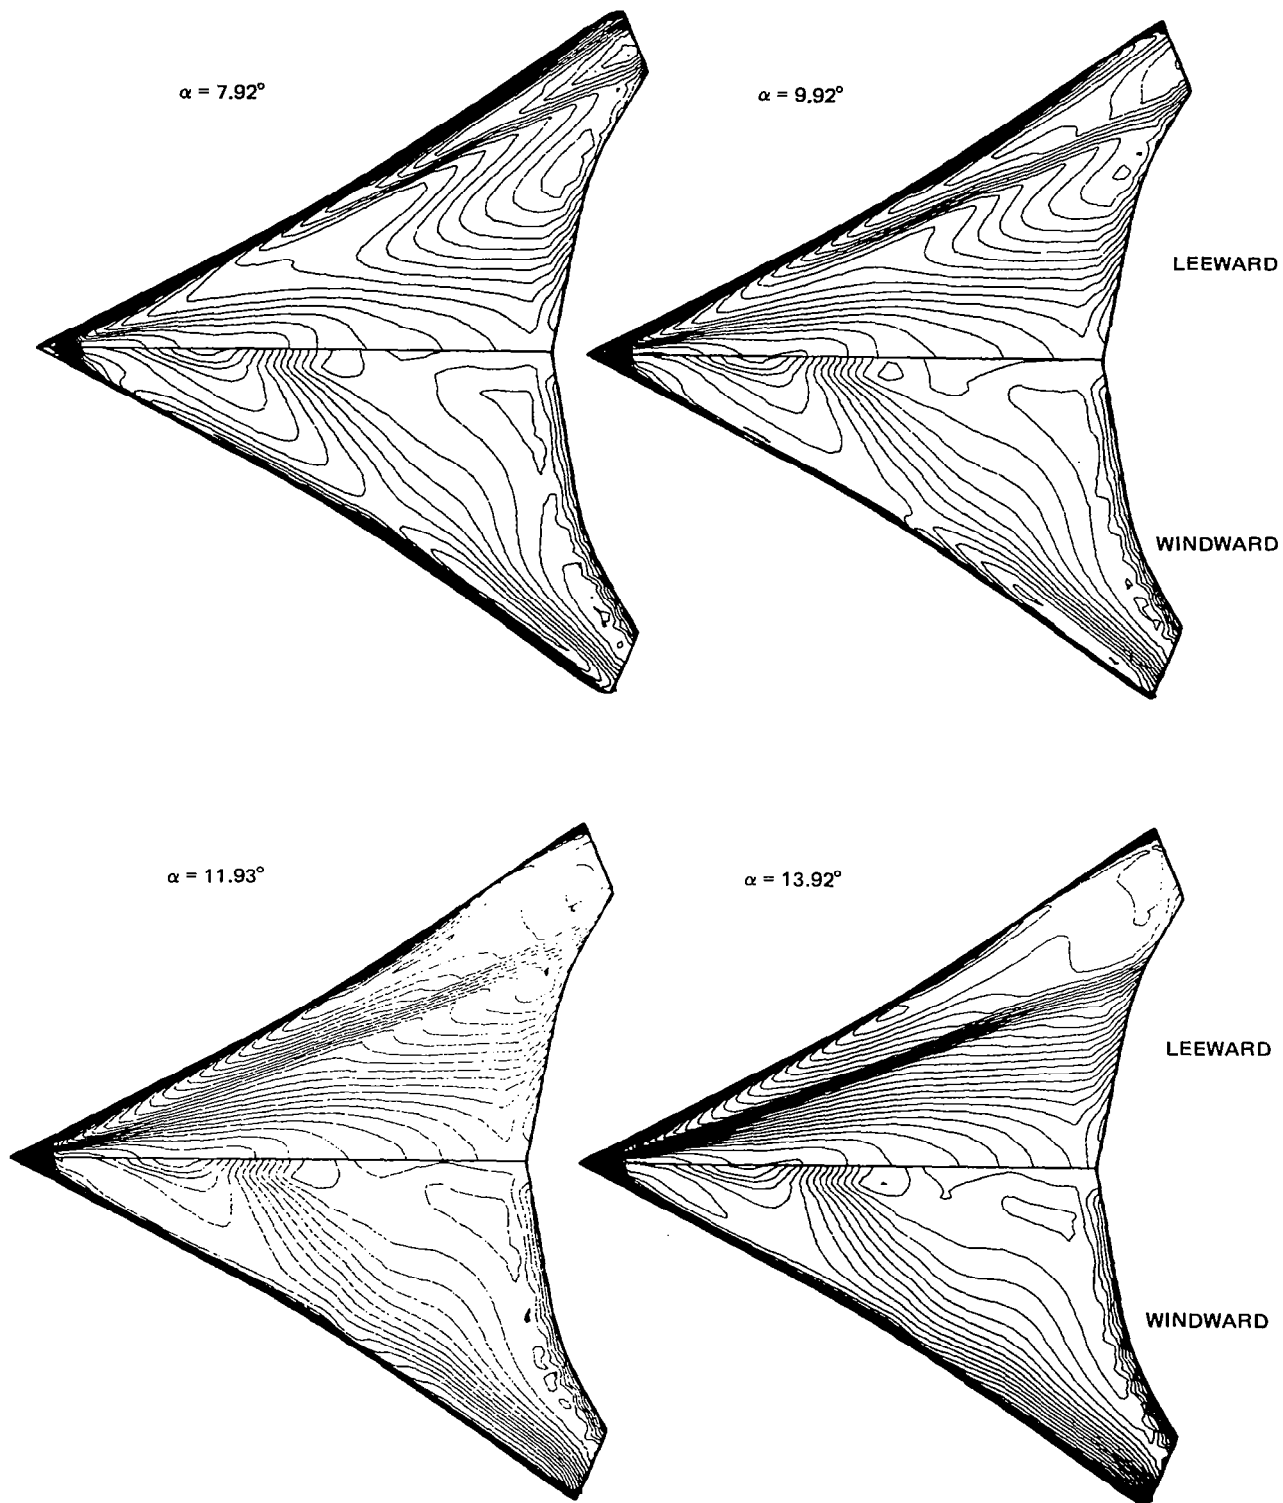 α = 7.92°
α = 9.92°
LEEWARD
WINDWARD
α = 11.93°
α = 13.92°
LEEWARD
WINDWARD